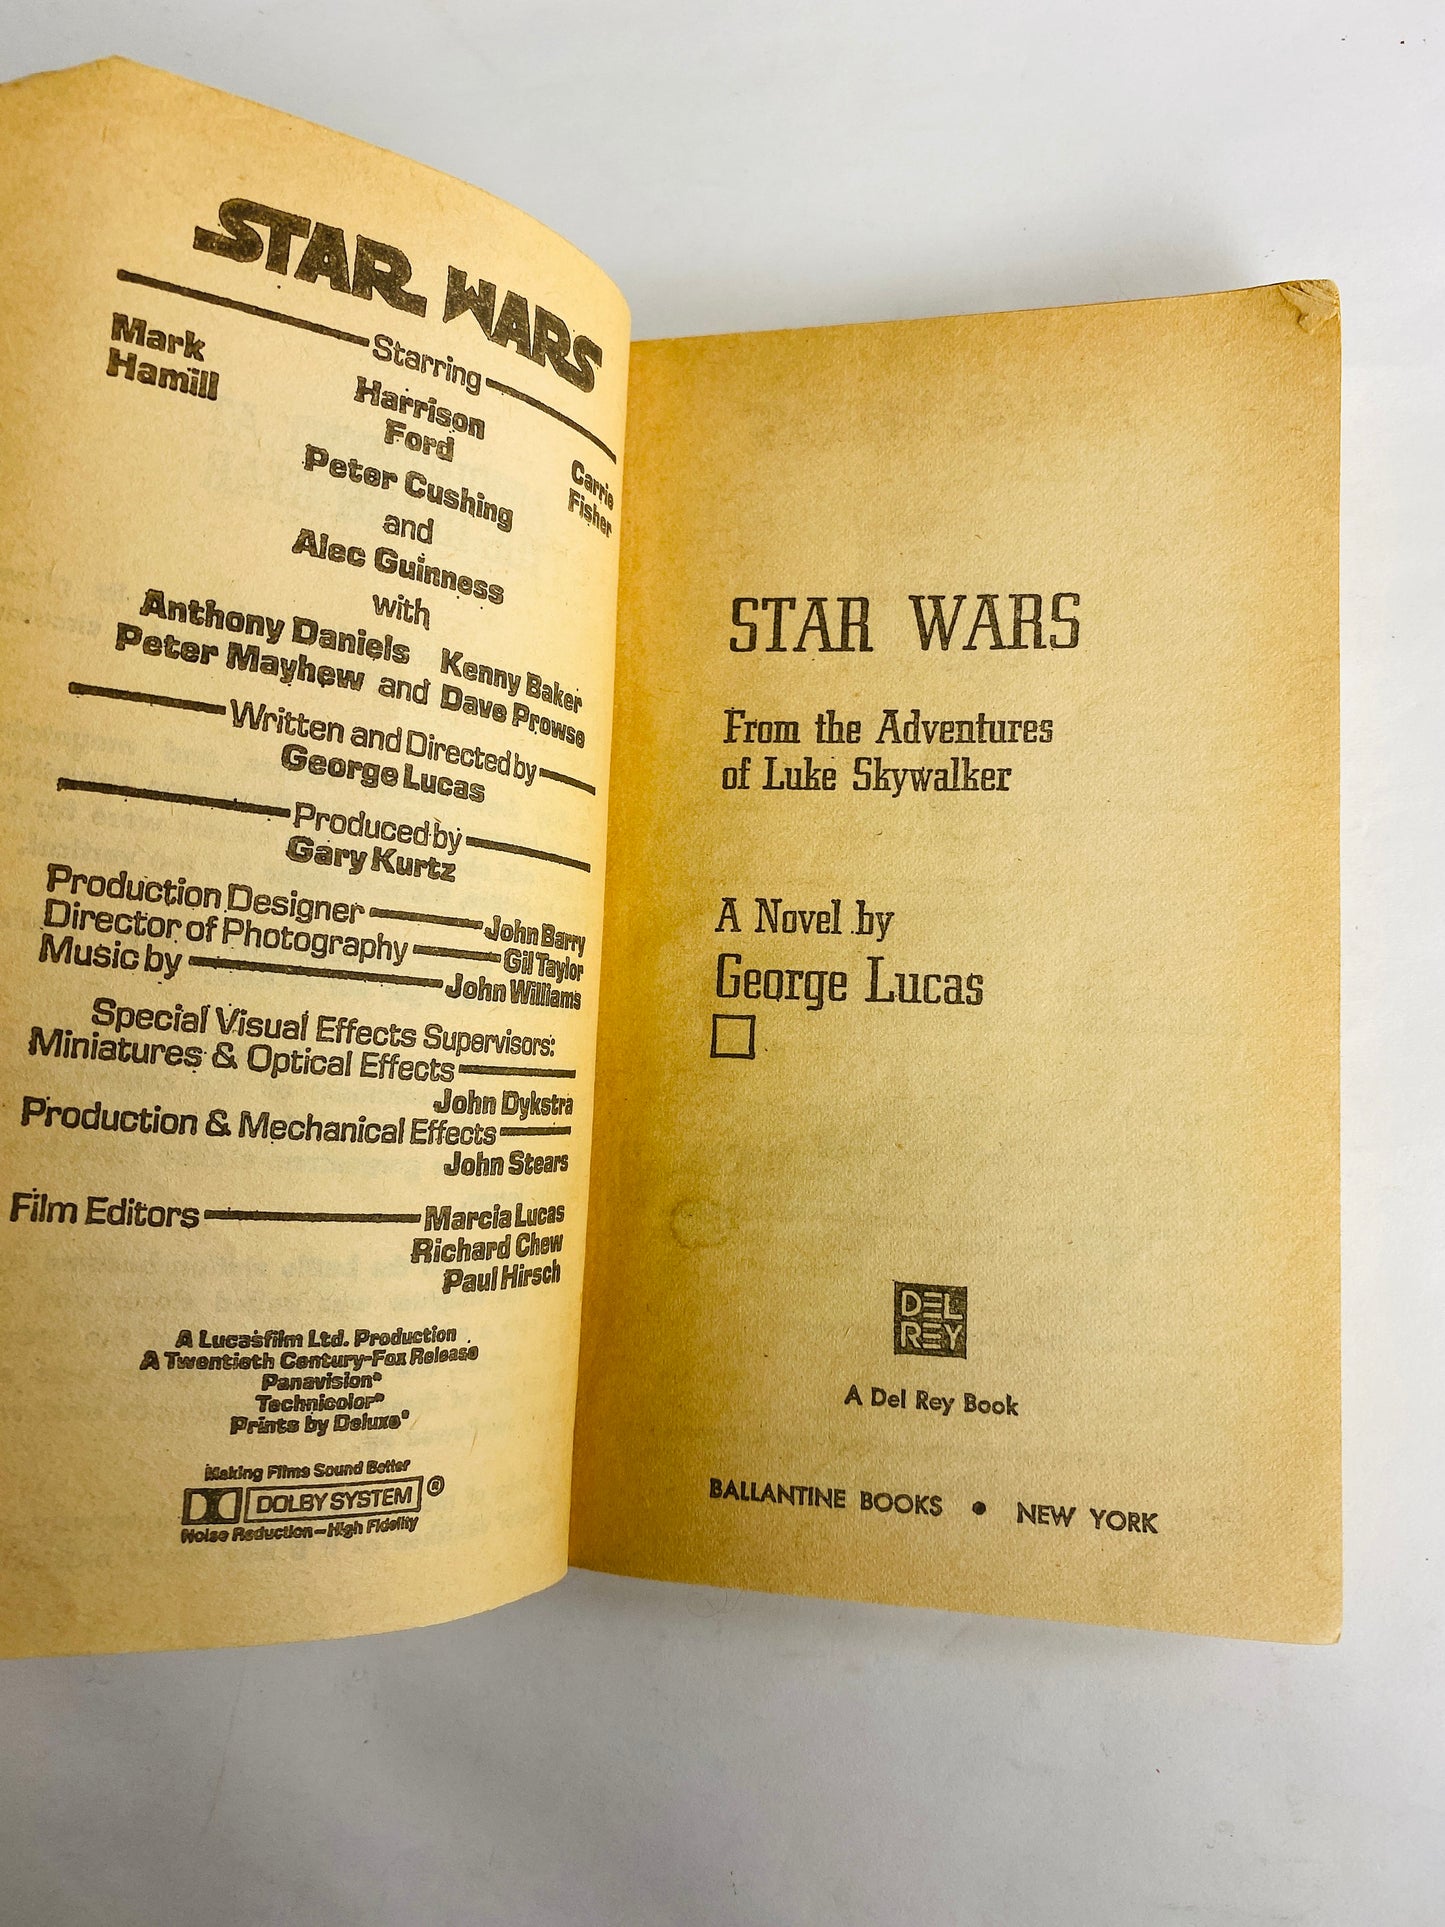 STAR WARS
Starring
Mark
Hamill
Harrison
Ford
Carrie
Fisher
Peter Cushing
and
Alec Guinness
with
Anthony Daniels Kenny Baker
Peter Mayhew and Dave Prowse
Written and Directed by
George Lucas
Produced by
Gary Kurtz
Production Designer John Barry
Director of Photography Gil Taylor
Music by John Williams
Special Visual Effects Supervisors:
Miniatures & Optical Effects
John Dykstra
Production & Mechanical Effects
John Stears
Film Editors Marcia Lucas
Richard Chew
Paul Hirsch
A Lucasfilm Ltd. Production
A Twentieth Century-Fox Release
Panavision®
Technicolor®
Prints by Deluxe®
Making Films Sound Better
DOLBY SYSTEM ®
Noise Reduction - High Fidelity
STAR WARS
From the Adventures
of Luke Skywalker
A Novel by
George Lucas
DEL
REY
A Del Rey Book
BALLANTINE BOOKS • NEW YORK